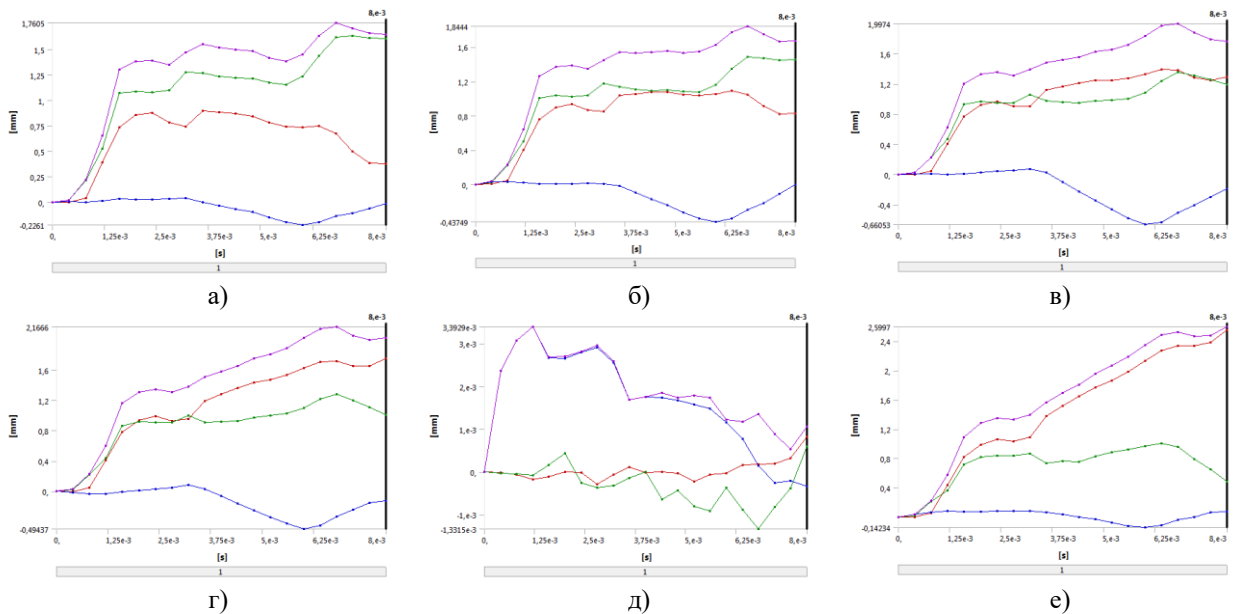 8,e-3
1,7605
1,5
1,25
1,
0,75
0,5
0,25
0,
-0,2261
[mm]
0, 1,25e-3 2,5e-3 3,75e-3 5,e-3 6,25e-3 8,e-3
[s]
1
а)
8,e-3
1,8444
1,6
1,2
0,8
0,4
0,
-0,43749
[mm]
0, 1,25e-3 2,5e-3 3,75e-3 5,e-3 6,25e-3 8,e-3
[s]
1
б)
8,e-3
1,9974
1,6
1,2
0,8
0,4
0,
-0,4
-0,66053
[mm]
0, 1,25e-3 2,5e-3 3,75e-3 5,e-3 6,25e-3 8,e-3
[s]
1
в)
8,e-3
2,1666
1,6
1,2
0,8
0,4
0,
-0,49437
[mm]
0, 1,25e-3 2,5e-3 3,75e-3 5,e-3 6,25e-3 8,e-3
[s]
1
г)
8,e-3
3,3929e-3
3,e-3
2,e-3
1,e-3
0,
-1,e-3
-1,3315e-3
[mm]
0, 1,25e-3 2,5e-3 3,75e-3 5,e-3 6,25e-3 8,e-3
[s]
1
д)
8,e-3
2,5997
2,4
2,
1,6
1,2
0,8
0,4
-0,14234
[mm]
0, 1,25e-3 2,5e-3 3,75e-3 5,e-3 6,25e-3 8,e-3
[s]
1
е)